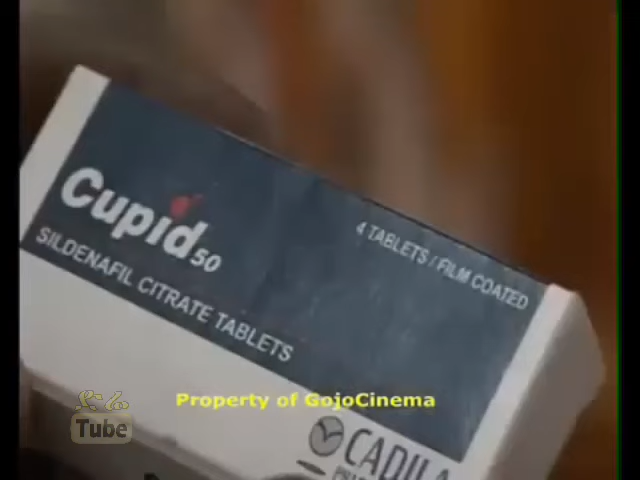 Cupid 50
4 TABLETS / FILM COATED
SILDENAFIL CITRATE TABLETS
Property of GojoCinema
Tube
CADILA